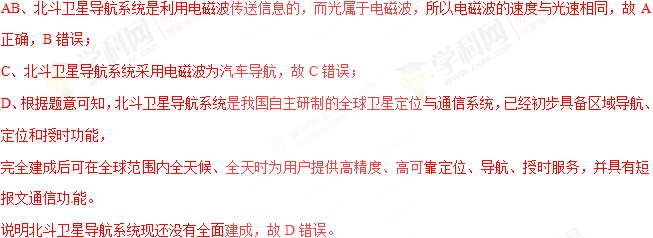 AB、北斗卫星导航系统是利用电磁波传送信息的，而光属于电磁波，所以电磁波的速度与光速相同，故 A
正确，B 错误；
C、北斗卫星导航系统采用电磁波为汽车导航，故 C 错误；
D、根据题意可知，北斗卫星导航系统是我国自主研制的全球卫星定位与通信系统，已经初步具备区域导航、
定位和授时功能，
完全建成后可在全球范围内全天候、全天时为用户提供高精度、高可靠定位、导航、授时服务，并具有短
报文通信功能。
说明北斗卫星导航系统现还没有全面建成，故 D 错误。